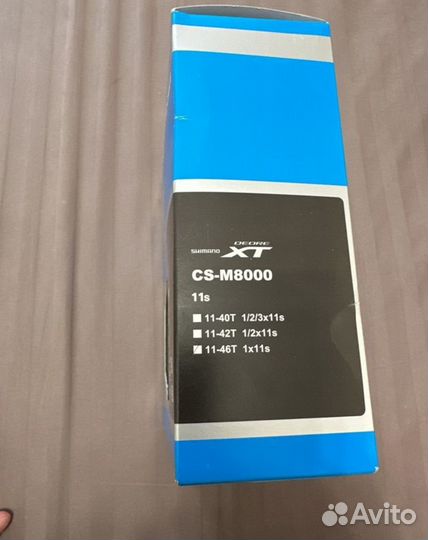 DEORE
SHIMANO XT
CS-M8000
11s
11-40T 1/2/3x11s
11-42T 1/2x11s
11-46T 1x11s
Avito